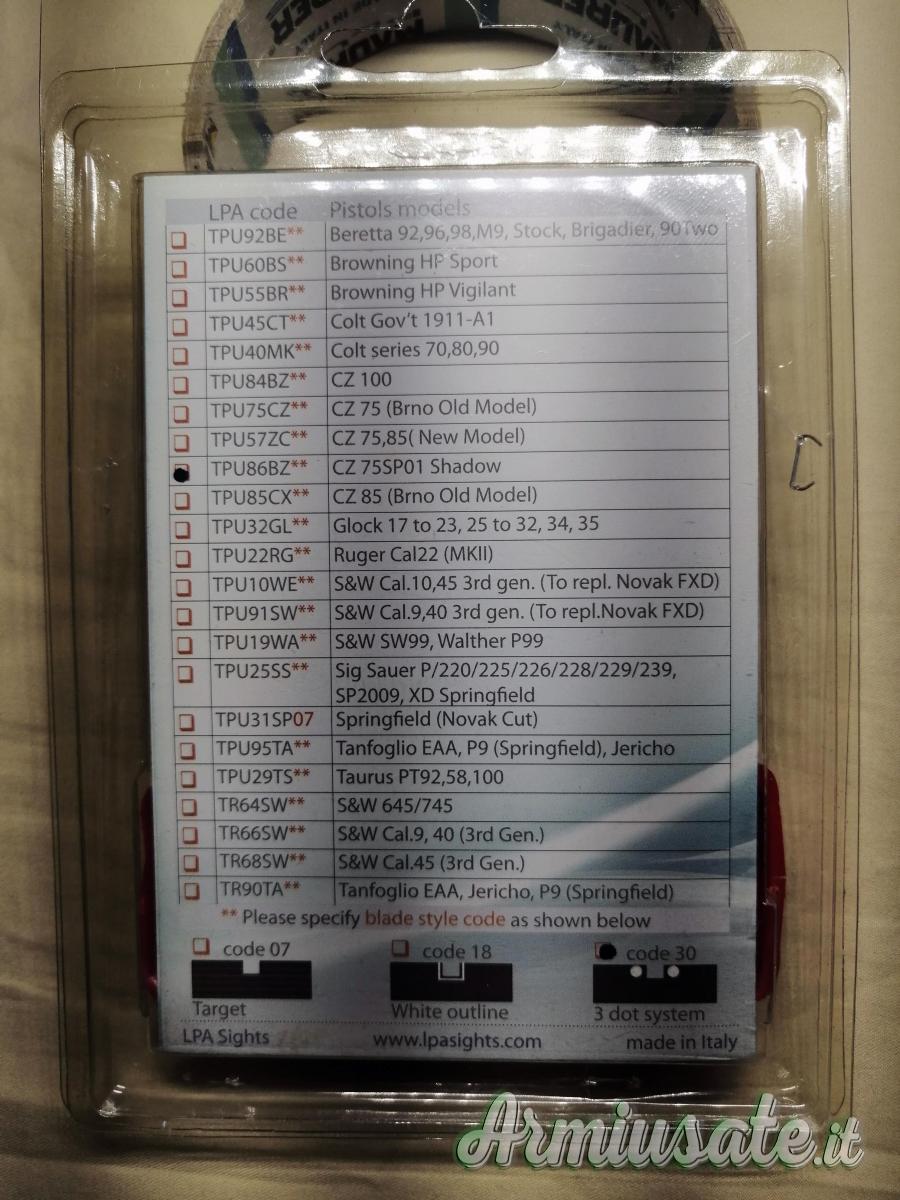 LPA code Pistols models
TPU92BE** Beretta 92,96,98,M9, Stock, Brigadier, 90Two
TPU60BS** Browning HP Sport
TPU55BR** Browning HP Vigilant
TPU45CT** Colt Gov't 1911-A1
TPU40MK** Colt series 70,80,90
TPU84BZ** CZ 100
TPU75CZ** CZ 75 (Brno Old Model)
TPU57ZC** CZ 75,85( New Model)
TPU86BZ** CZ 75SP01 Shadow
TPU85CX** CZ 85 (Brno Old Model)
TPU32GL** Glock 17 to 23, 25 to 32, 34, 35
TPU22RG** Ruger Cal22 (MKII)
TPU10WE** S&W Cal.10,45 3rd gen. (To repl. Novak FXD)
TPU91SW** S&W Cal.9,40 3rd gen. (To repl.Novak FXD)
TPU19WA** S&W SW99, Walther P99
TPU25SS** Sig Sauer P/220/225/226/228/229/239,
SP2009, XD Springfield
TPU31SP07 Springfield (Novak Cut)
TPU95TA** Tanfoglio EAA, P9 (Springfield), Jericho
TPU29TS** Taurus PT92,58,100
TR64SW** S&W 645/745
TR66SW** S&W Cal.9, 40 (3rd Gen.)
TR68SW** S&W Cal.45 (3rd Gen.)
TR90TA** Tanfoglio EAA, Jericho, P9 (Springfield)
** Please specify blade style code as shown below
code 07 code 18 code 30
Target White outline 3 dot system
LPA Sights www.lpasights.com made in Italy
Armiusate.it